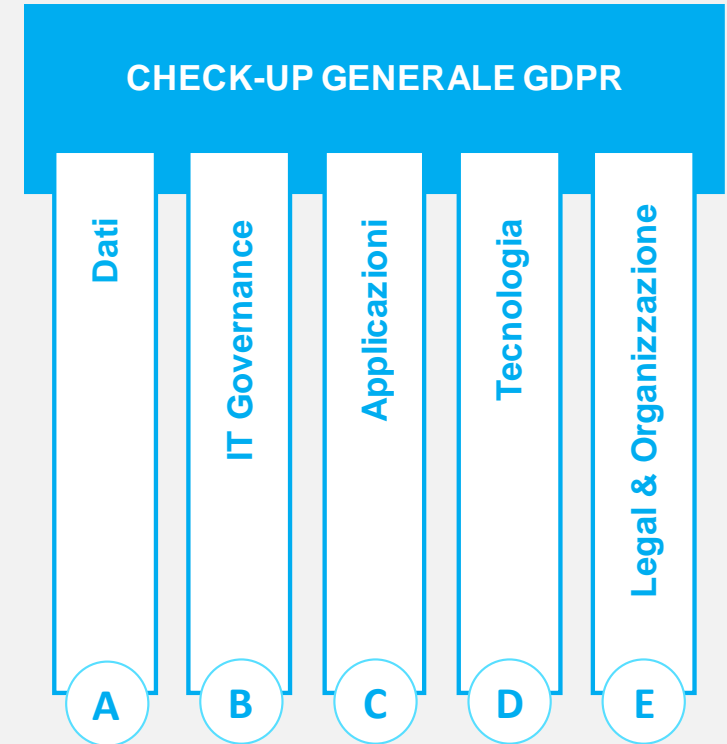 CHECK-UP GENERALE GDPR
Dati
IT Governance
Applicazioni
Tecnologia
Legal & Organizzazione
A
B
C
D
E